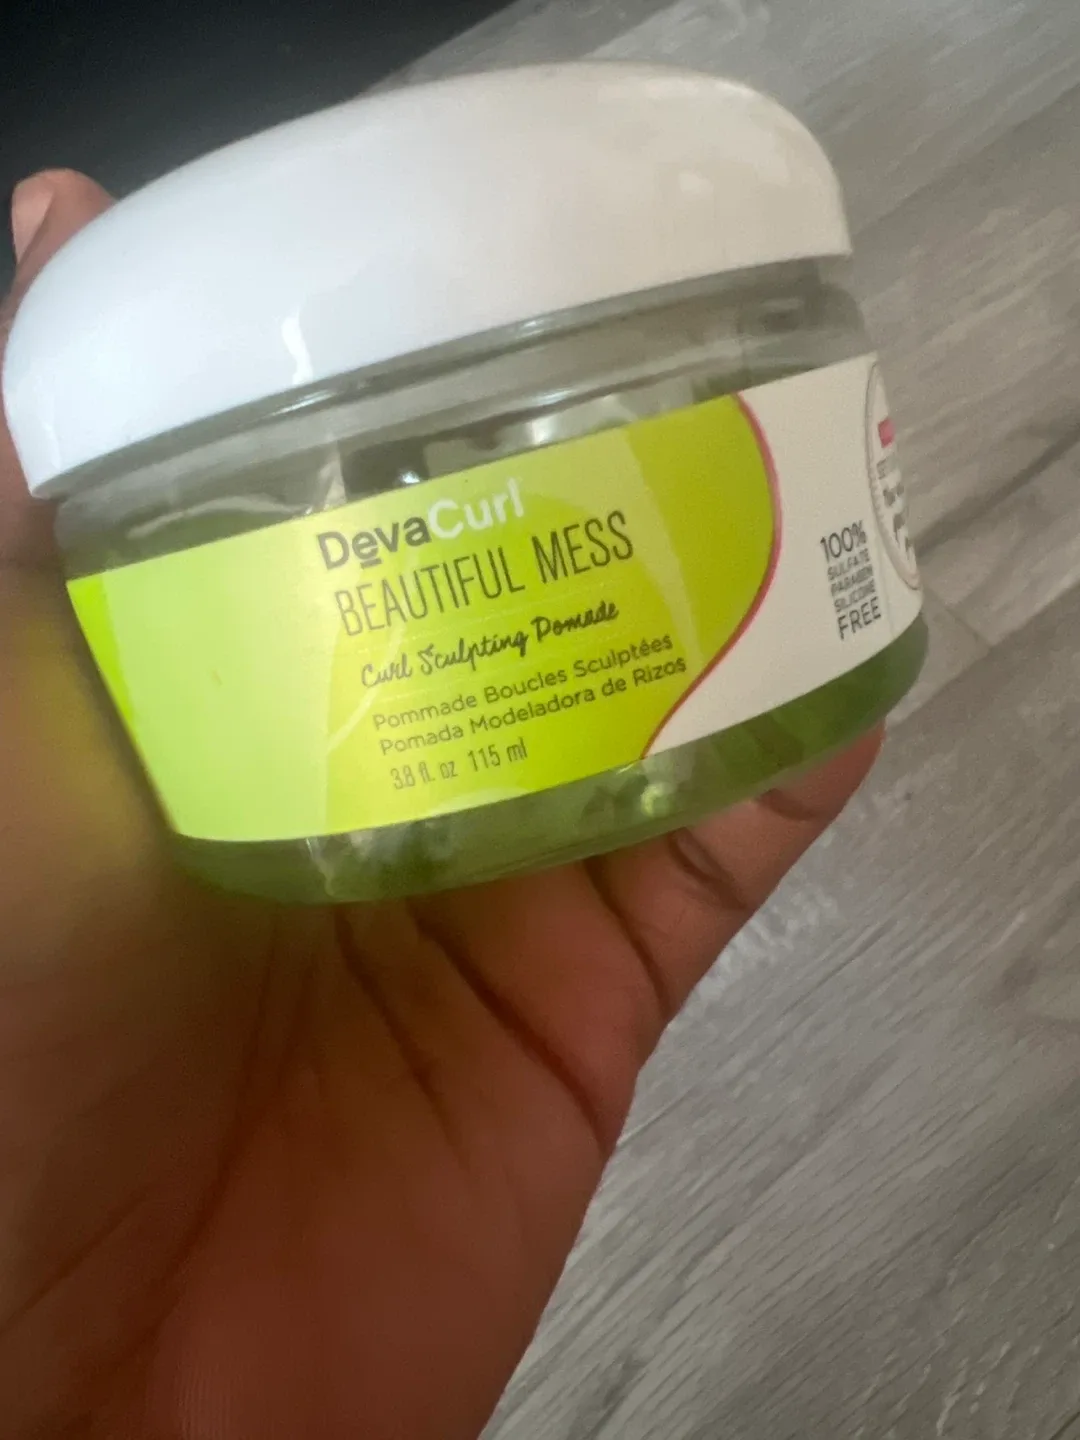 DevaCurl
BEAUTIFUL MESS
Curl Sculpting Pomade
Pommade Boucles Sculptées
Pomada Modeladora de Rizos
3.8 fl. oz 115 ml
100%
SULFATE
PARABEN
SILICONE
FREE